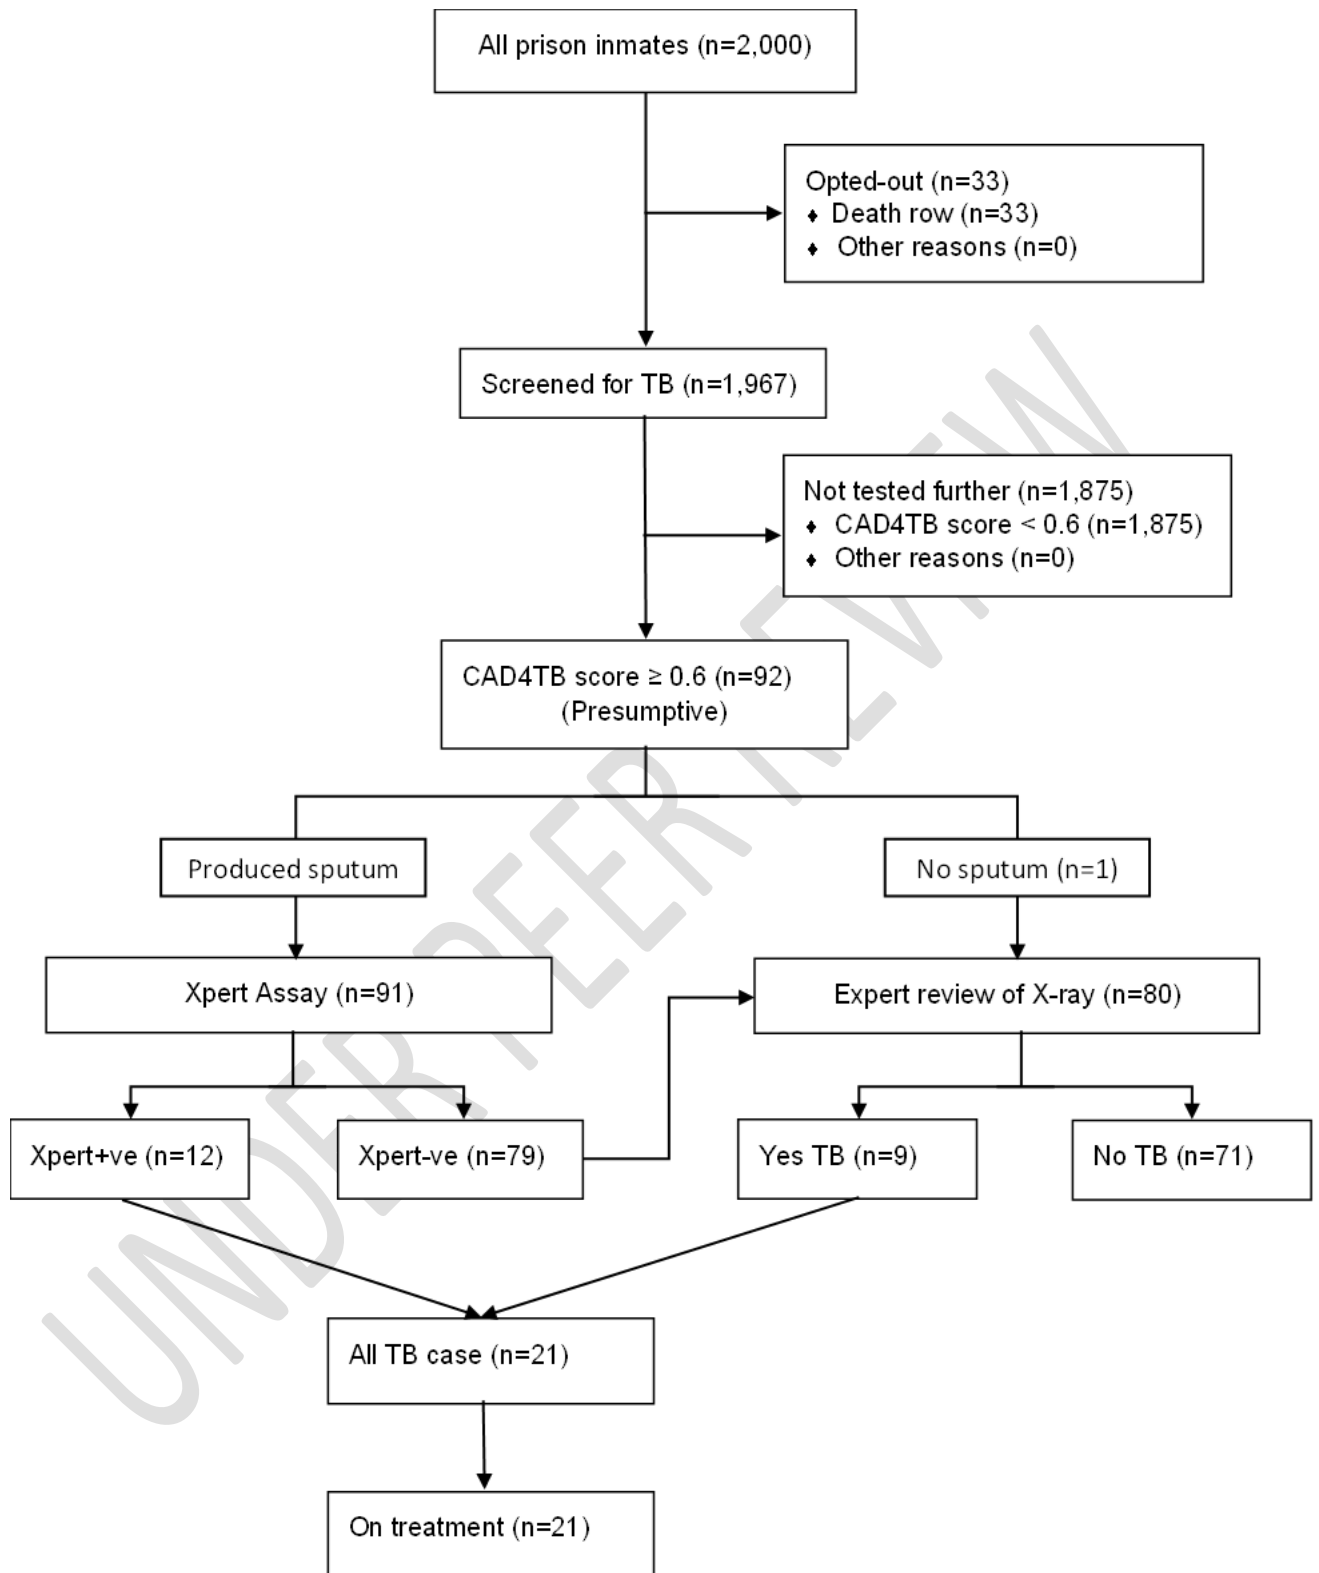 All prison inmates (n=2,000)
Opted-out (n=33)
♦ Death row (n=33)
♦ Other reasons (n=0)
Screened for TB (n=1,967)
Not tested further (n=1,875)
♦ CAD4TB score < 0.6 (n=1,875)
♦ Other reasons (n=0)
CAD4TB score ≥ 0.6 (n=92)
(Presumptive)
Produced sputum
No sputum (n=1)
Xpert Assay (n=91)
Expert review of X-ray (n=80)
Xpert+ve (n=12)
Xpert-ve (n=79)
Yes TB (n=9)
No TB (n=71)
All TB case (n=21)
On treatment (n=21)
UNDER PEER REVIEW